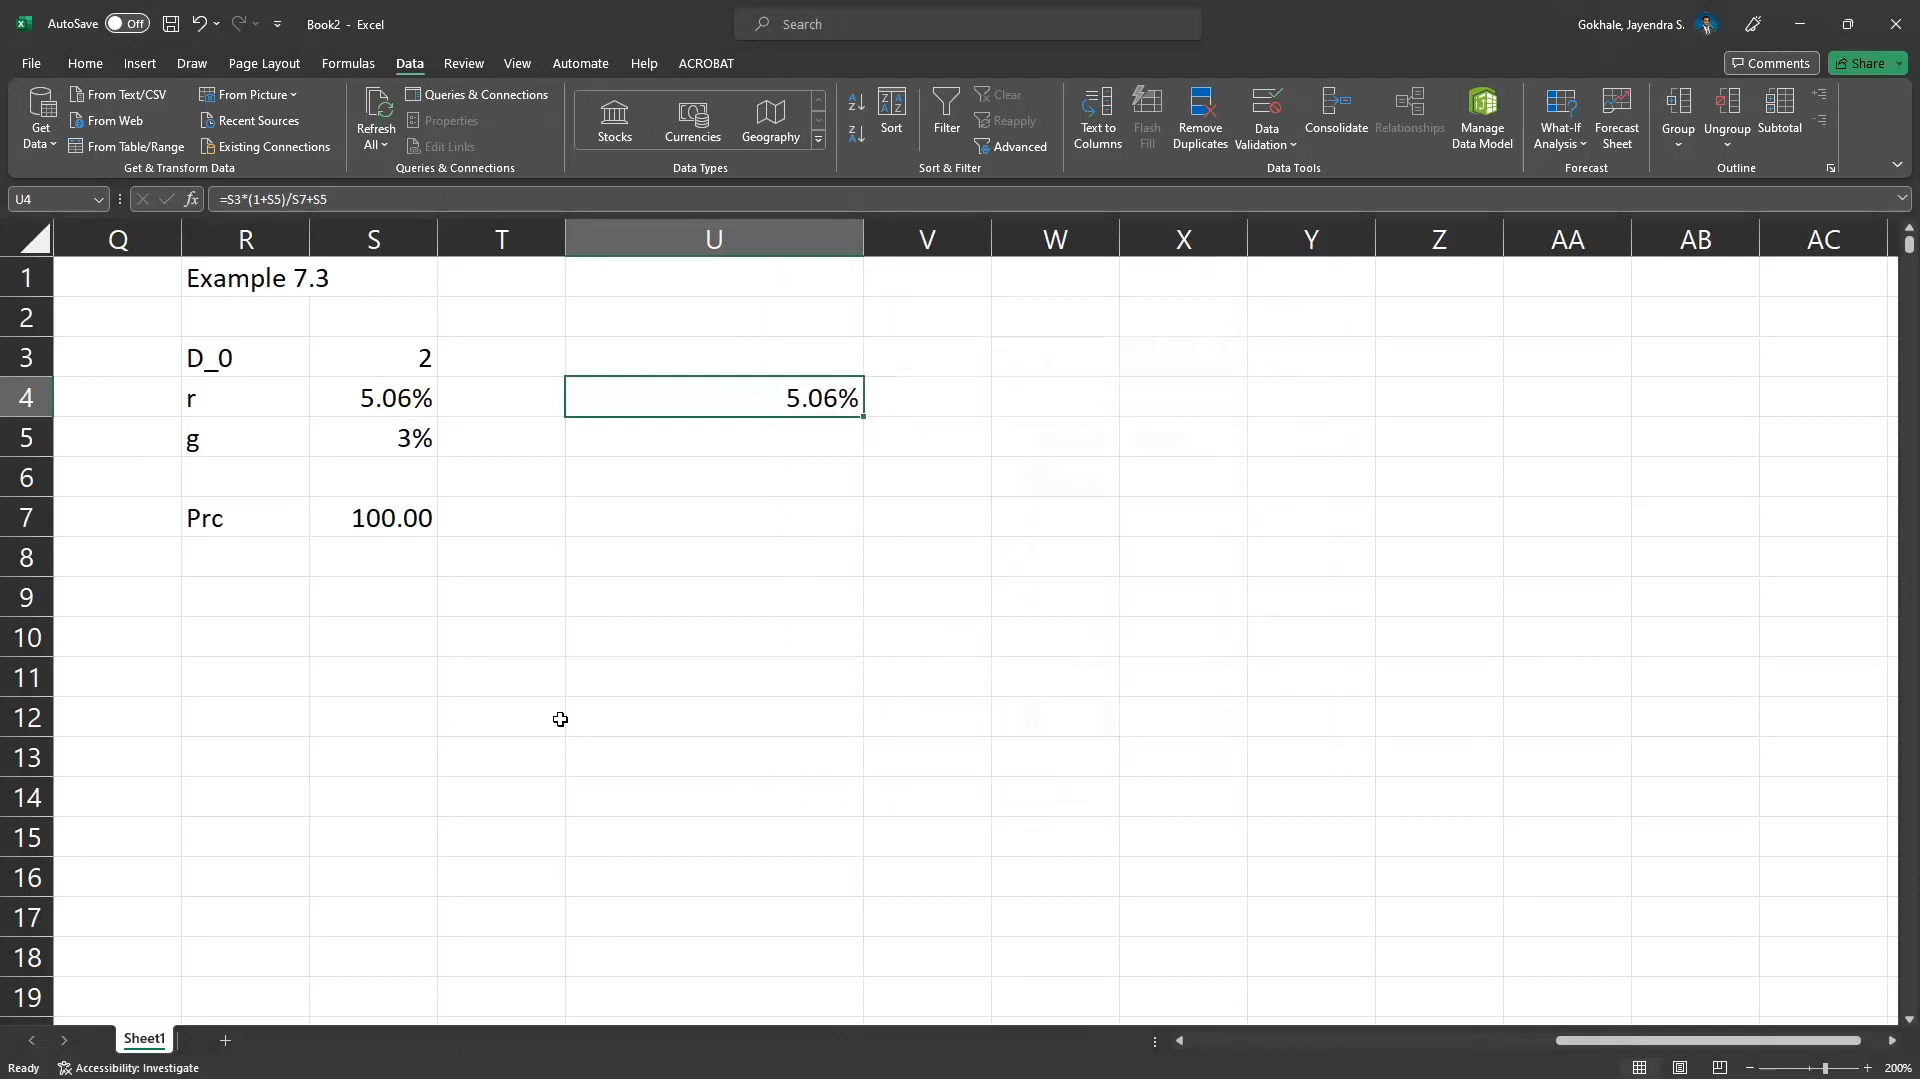 AutoSave Off Book2 - Excel Search Gokhale, Jayendra S.
File Home Insert Draw Page Layout Formulas Data Review View Automate Help ACROBAT Comments Share
Get Data
From Text/CSV
From Web
From Table/Range
From Picture
Recent Sources
Existing Connections
Get & Transform Data
Refresh All
Queries & Connections
Properties
Edit Links
Queries & Connections
Stocks Currencies Geography
Data Types
Sort
Filter
Clear
Reapply
Advanced
Sort & Filter
Text to Columns
Flash Fill
Remove Duplicates
Data Validation
Consolidate
Relationships
Manage Data Model
Data Tools
What-If Analysis
Forecast Sheet
Forecast
Group
Ungroup
Subtotal
Outline
U4 fx =S3*(1+S5)/S7+S5
Q R S T U V W X Y Z AA AB AC
1 Example 7.3
2
3 D_0 2
4 r 5.06% 5.06%
5 g 3%
6
7 Prc 100.00
8
9
10
11
12
13
14
15
16
17
18
19
Sheet1
Ready Accessibility: Investigate 200%